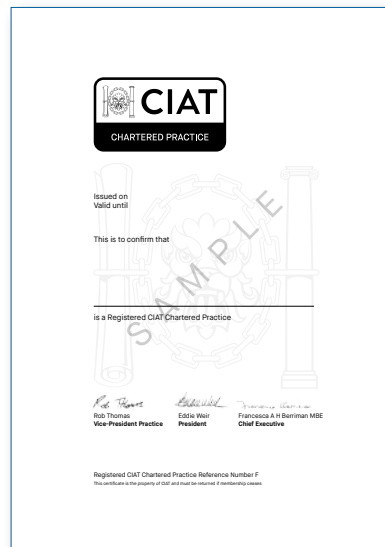 CIAT
CHARTERED PRACTICE
Issued on
Valid until
This is to confirm that
SAMPLE
is a Registered CIAT Chartered Practice
Rob Thomas
Rob Thomas Eddie Weir Francesca A H Berriman MBE
Vice-President Practice President Chief Executive
Registered CIAT Chartered Practice Reference Number F
This certificate is the property of CIAT and must be returned if membership ceases